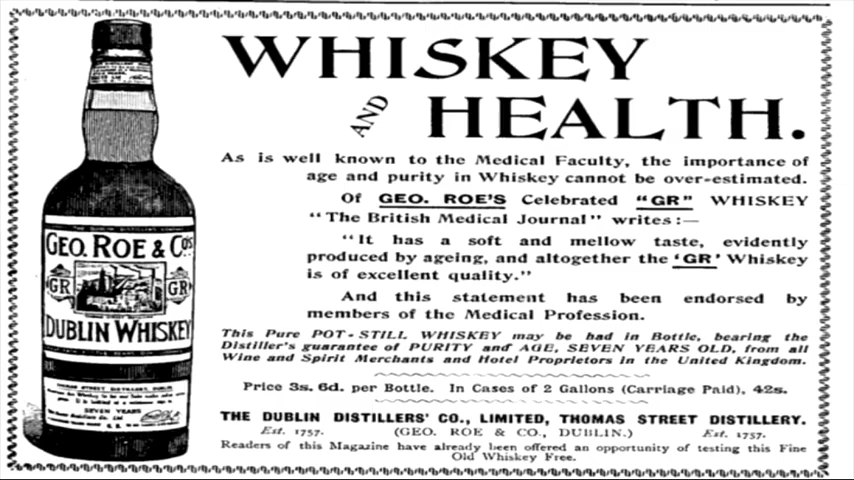 WHISKEY
AND
HEALTH.
As is well known to the Medical Faculty, the importance of
age and purity in Whiskey cannot be over-estimated.
Of GEO. ROE'S Celebrated "GR" WHISKEY
"The British Medical Journal" writes:—
"It has a soft and mellow taste, evidently
produced by ageing, and altogether the 'GR' Whiskey
is of excellent quality."
And this statement has been endorsed by
members of the Medical Profession.
This Pure POT-STILL WHISKEY may be had in Bottle, bearing the
Distiller's guarantee of PURITY and AGE, SEVEN YEARS OLD, from all
Wine and Spirit Merchants and Hotel Proprietors in the United Kingdom.
Price 3s. 6d. per Bottle. In Cases of 2 Gallons (Carriage Paid), 42s.
THE DUBLIN DISTILLERS' CO., LIMITED, THOMAS STREET DISTILLERY.
Est. 1757. (GEO. ROE & CO., DUBLIN.) Est. 1757.
Readers of this Magazine have already been offered an opportunity of testing this Fine
Old Whiskey Free.
GEO. ROE & Cos.
GR GR
DUBLIN WHISKEY
THOMAS STREET DISTILLERY, DUBLIN
SEVEN YEARS